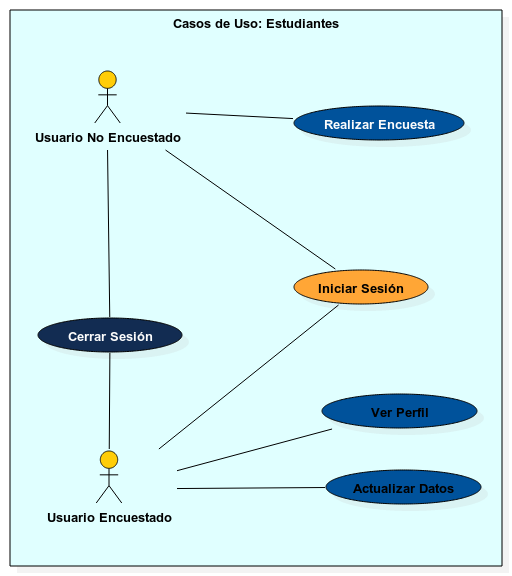 Casos de Uso: Estudiantes
Usuario No Encuestado
Realizar Encuesta
Iniciar Sesión
Cerrar Sesión
Ver Perfil
Actualizar Datos
Usuario Encuestado